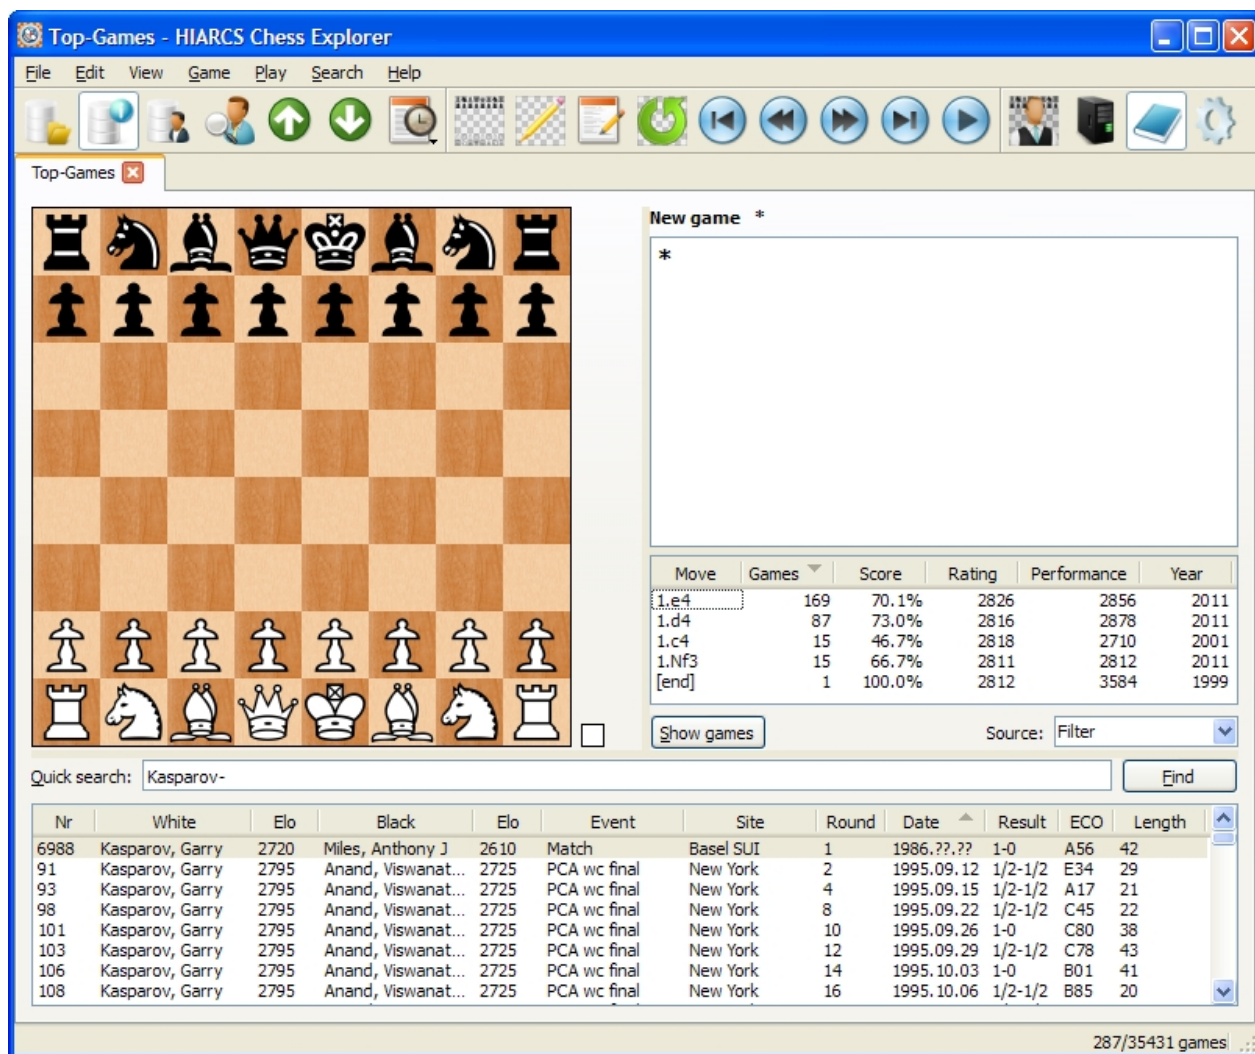 Top-Games - HIARCS Chess Explorer
File Edit View Game Play Search Help
Top-Games
New game *
*
Move Games Score Rating Performance Year
1.e4 169 70.1% 2826 2856 2011
1.d4 87 73.0% 2816 2878 2011
1.c4 15 46.7% 2818 2710 2001
1.Nf3 15 66.7% 2811 2812 2011
[end] 1 100.0% 2812 3584 1999
Show games Source: Filter
Quick search: Kasparov- Find
Nr White Elo Black Elo Event Site Round Date Result ECO Length
6988 Kasparov, Garry 2720 Miles, Anthony J 2610 Match Basel SUI 1 1986.??.?? 1-0 A56 42
91 Kasparov, Garry 2795 Anand, Viswanat... 2725 PCA wc final New York 2 1995.09.12 1/2-1/2 E34 29
93 Kasparov, Garry 2795 Anand, Viswanat... 2725 PCA wc final New York 4 1995.09.15 1/2-1/2 A17 21
98 Kasparov, Garry 2795 Anand, Viswanat... 2725 PCA wc final New York 8 1995.09.22 1/2-1/2 C45 22
101 Kasparov, Garry 2795 Anand, Viswanat... 2725 PCA wc final New York 10 1995.09.26 1-0 C80 38
103 Kasparov, Garry 2795 Anand, Viswanat... 2725 PCA wc final New York 12 1995.09.29 1/2-1/2 C78 43
106 Kasparov, Garry 2795 Anand, Viswanat... 2725 PCA wc final New York 14 1995.10.03 1-0 B01 41
108 Kasparov, Garry 2795 Anand, Viswanat... 2725 PCA wc final New York 16 1995.10.06 1/2-1/2 B85 20
287/35431 games